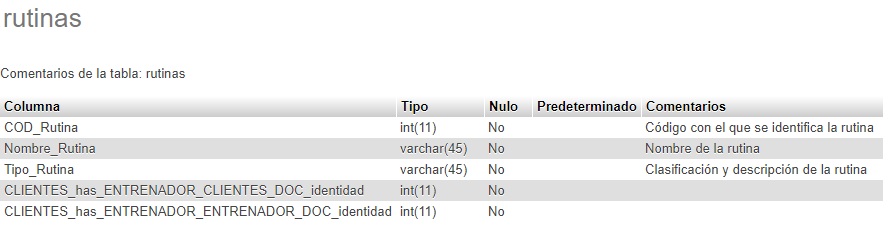 rutinas
Comentarios de la tabla: rutinas
Columna Tipo Nulo Predeterminado Comentarios
COD_Rutina int(11) No Código con el que se identifica la rutina
Nombre_Rutina varchar(45) No Nombre de la rutina
Tipo_Rutina varchar(45) No Clasificación y descripción de la rutina
CLIENTES_has_ENTRENADOR_CLIENTES_DOC_identidad int(11) No
CLIENTES_has_ENTRENADOR_ENTRENADOR_DOC_identidad int(11) No